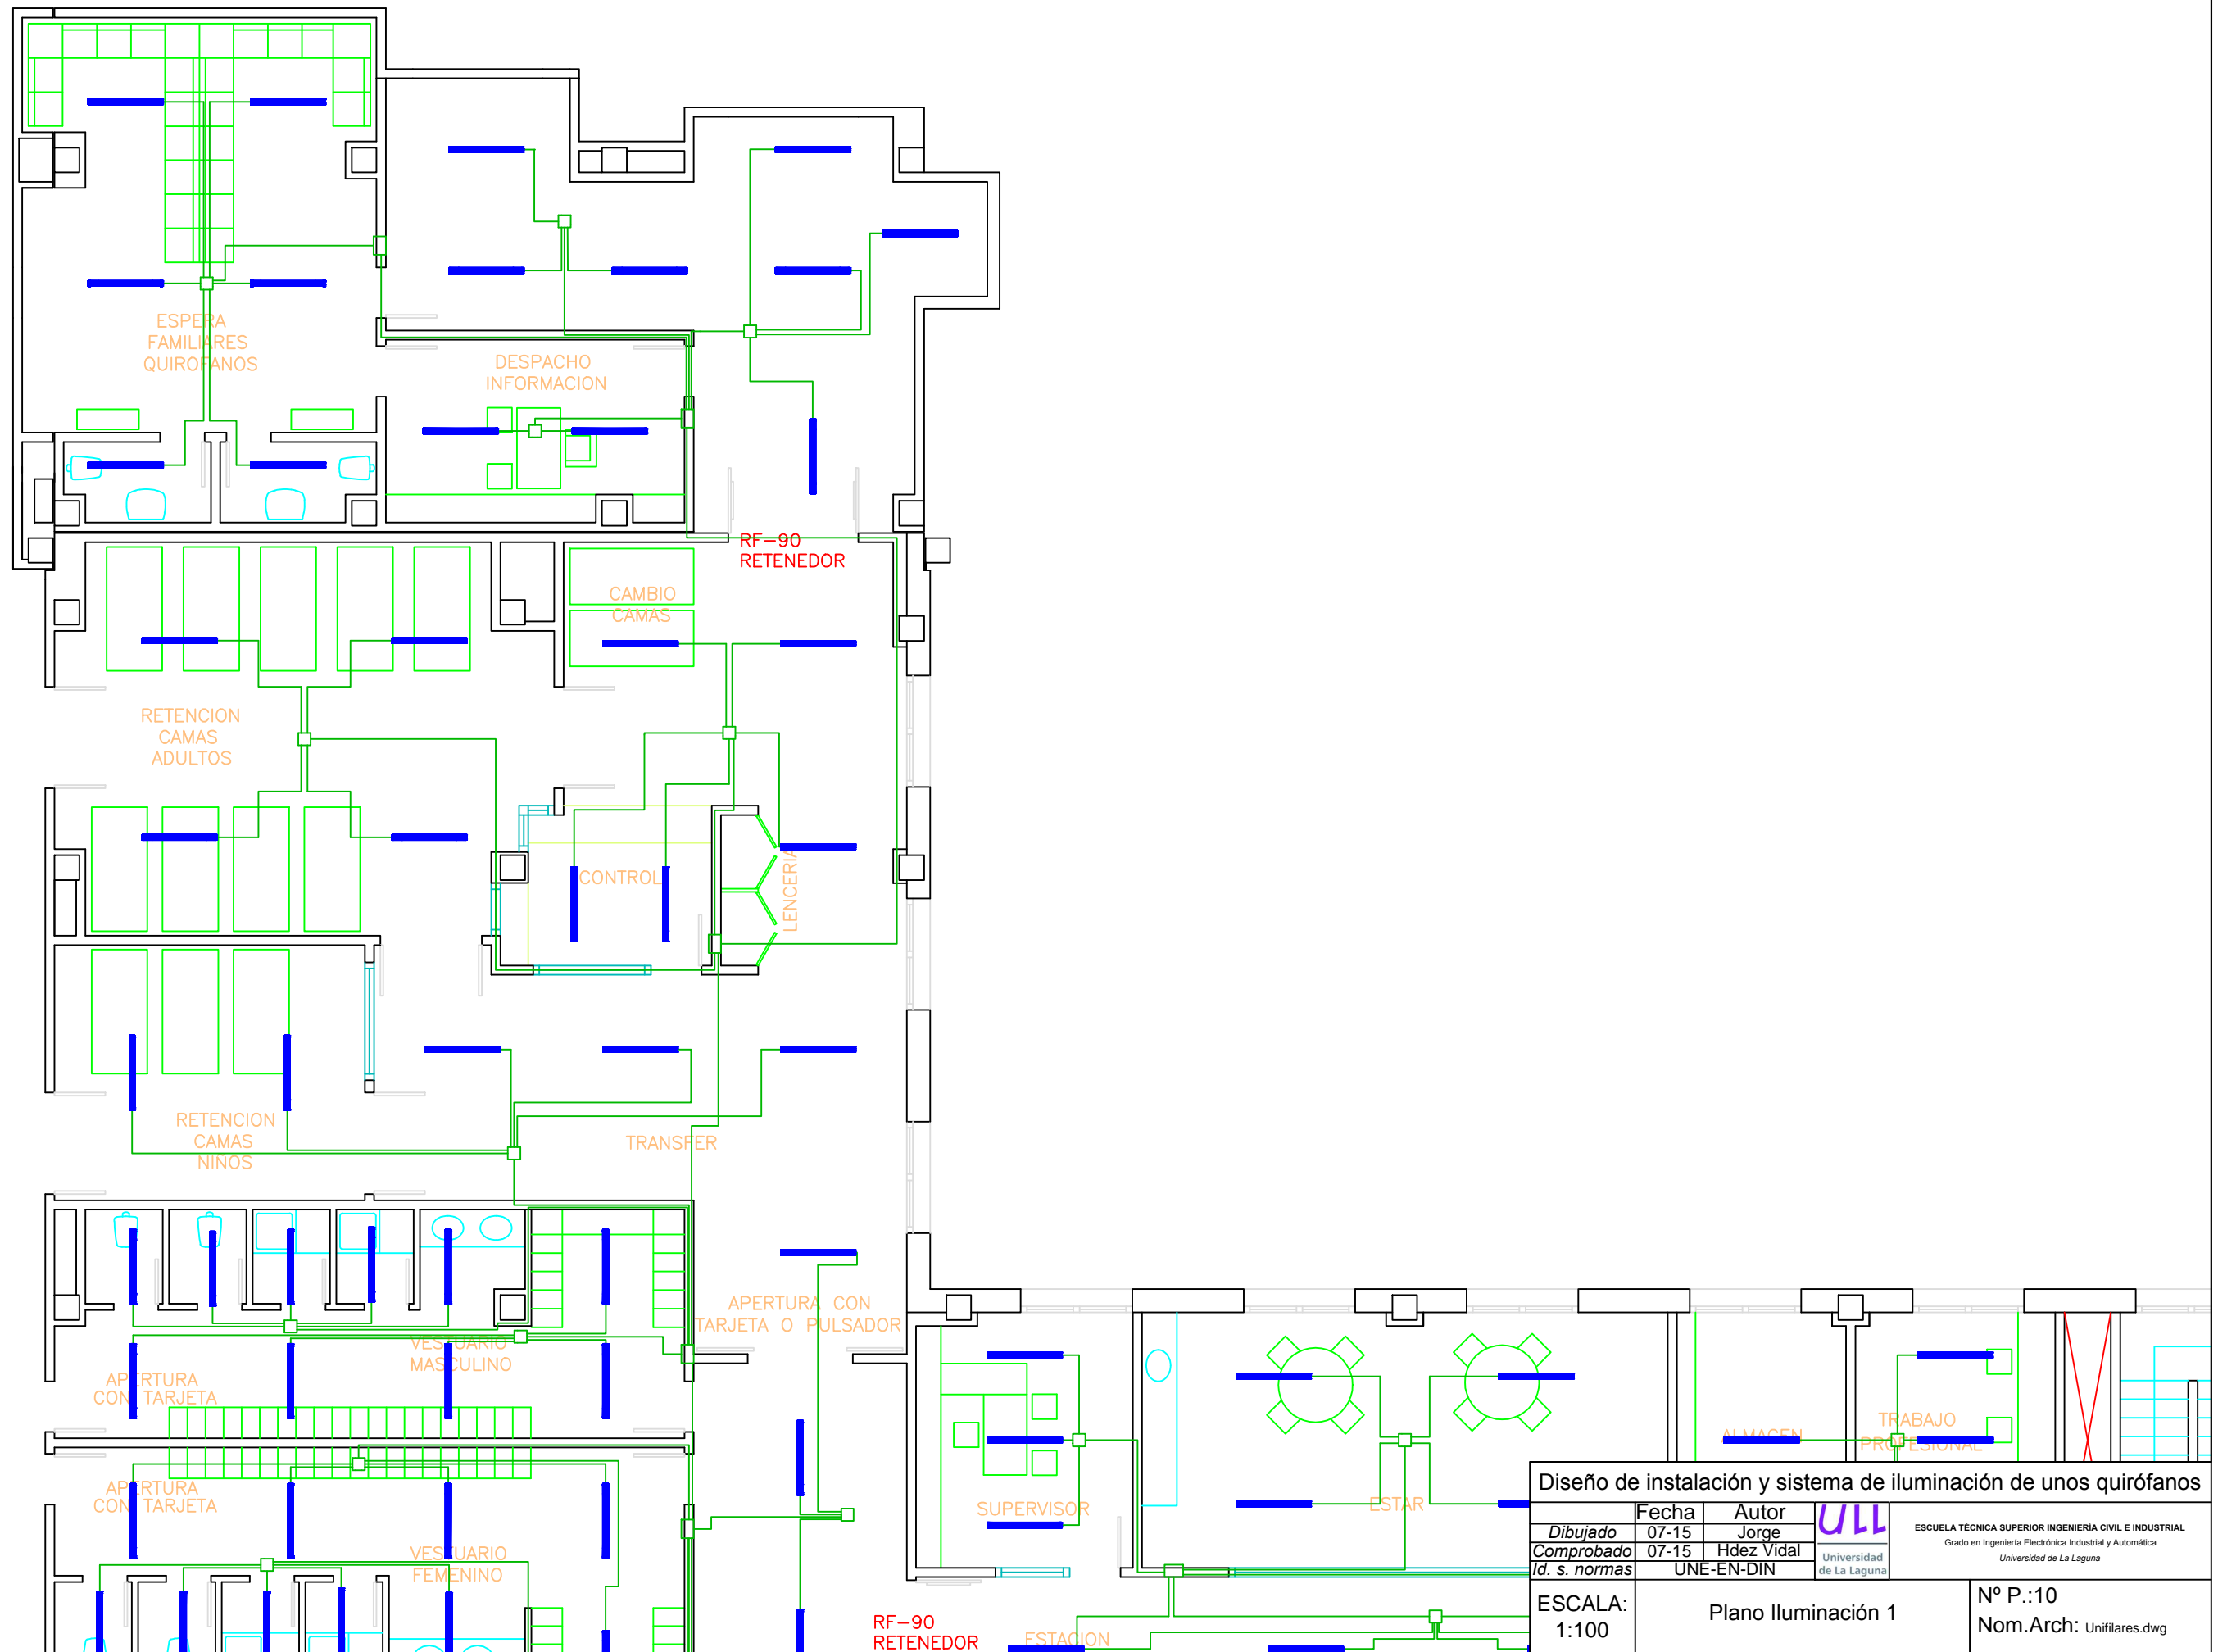 ESPERA
FAMILIARES
QUIROFANOS
DESPACHO
INFORMACION
RF-90
RETENEDOR
CAMBIO
CAMAS
RETENCION
CAMAS
ADULTOS
CONTROL
LENCERIA
RETENCION
CAMAS
NIÑOS
TRANSFER
APERTURA CON
TARJETA O PULSADOR
VESTUARIO
MASCULINO
APERTURA
CON TARJETA
APERTURA
CON TARJETA
VESTUARIO
FEMENINO
SUPERVISOR
ESTAR
ALMACEN
TRABAJO
PROFESIONAL
RF-90
RETENEDOR
ESTACION
Diseño de instalación y sistema de iluminación de unos quirófanos
Fecha Autor
Dibujado 07-15 Jorge
Comprobado 07-15 Hdez Vidal
Id. s. normas UNE-EN-DIN
ULL
Universidad
de La Laguna
ESCUELA TÉCNICA SUPERIOR INGENIERÍA CIVIL E INDUSTRIAL
Grado en Ingeniería Electrónica Industrial y Automática
Universidad de La Laguna
ESCALA:
1:100
Plano Iluminación 1
Nº P.:10
Nom.Arch: Unifilares.dwg